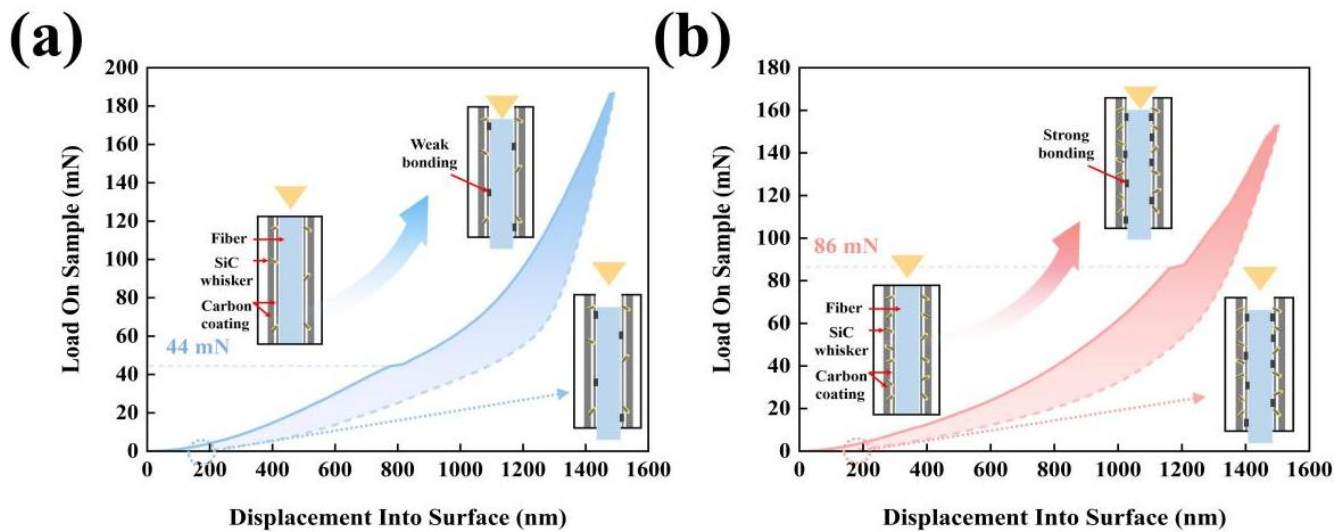 (a)
200
180
160
140
120
100
80
60
40
20
0
Load On Sample (mN)
0 200 400 600 800 1000 1200 1400 1600
Displacement Into Surface (nm)
44 mN
Fiber
SiC
whisker
Carbon
coating
Weak
bonding
(b)
180
160
140
120
100
80
60
40
20
0
Load On Sample (mN)
0 200 400 600 800 1000 1200 1400 1600
Displacement Into Surface (nm)
86 mN
Fiber
SiC
whisker
Carbon
coating
Strong
bonding